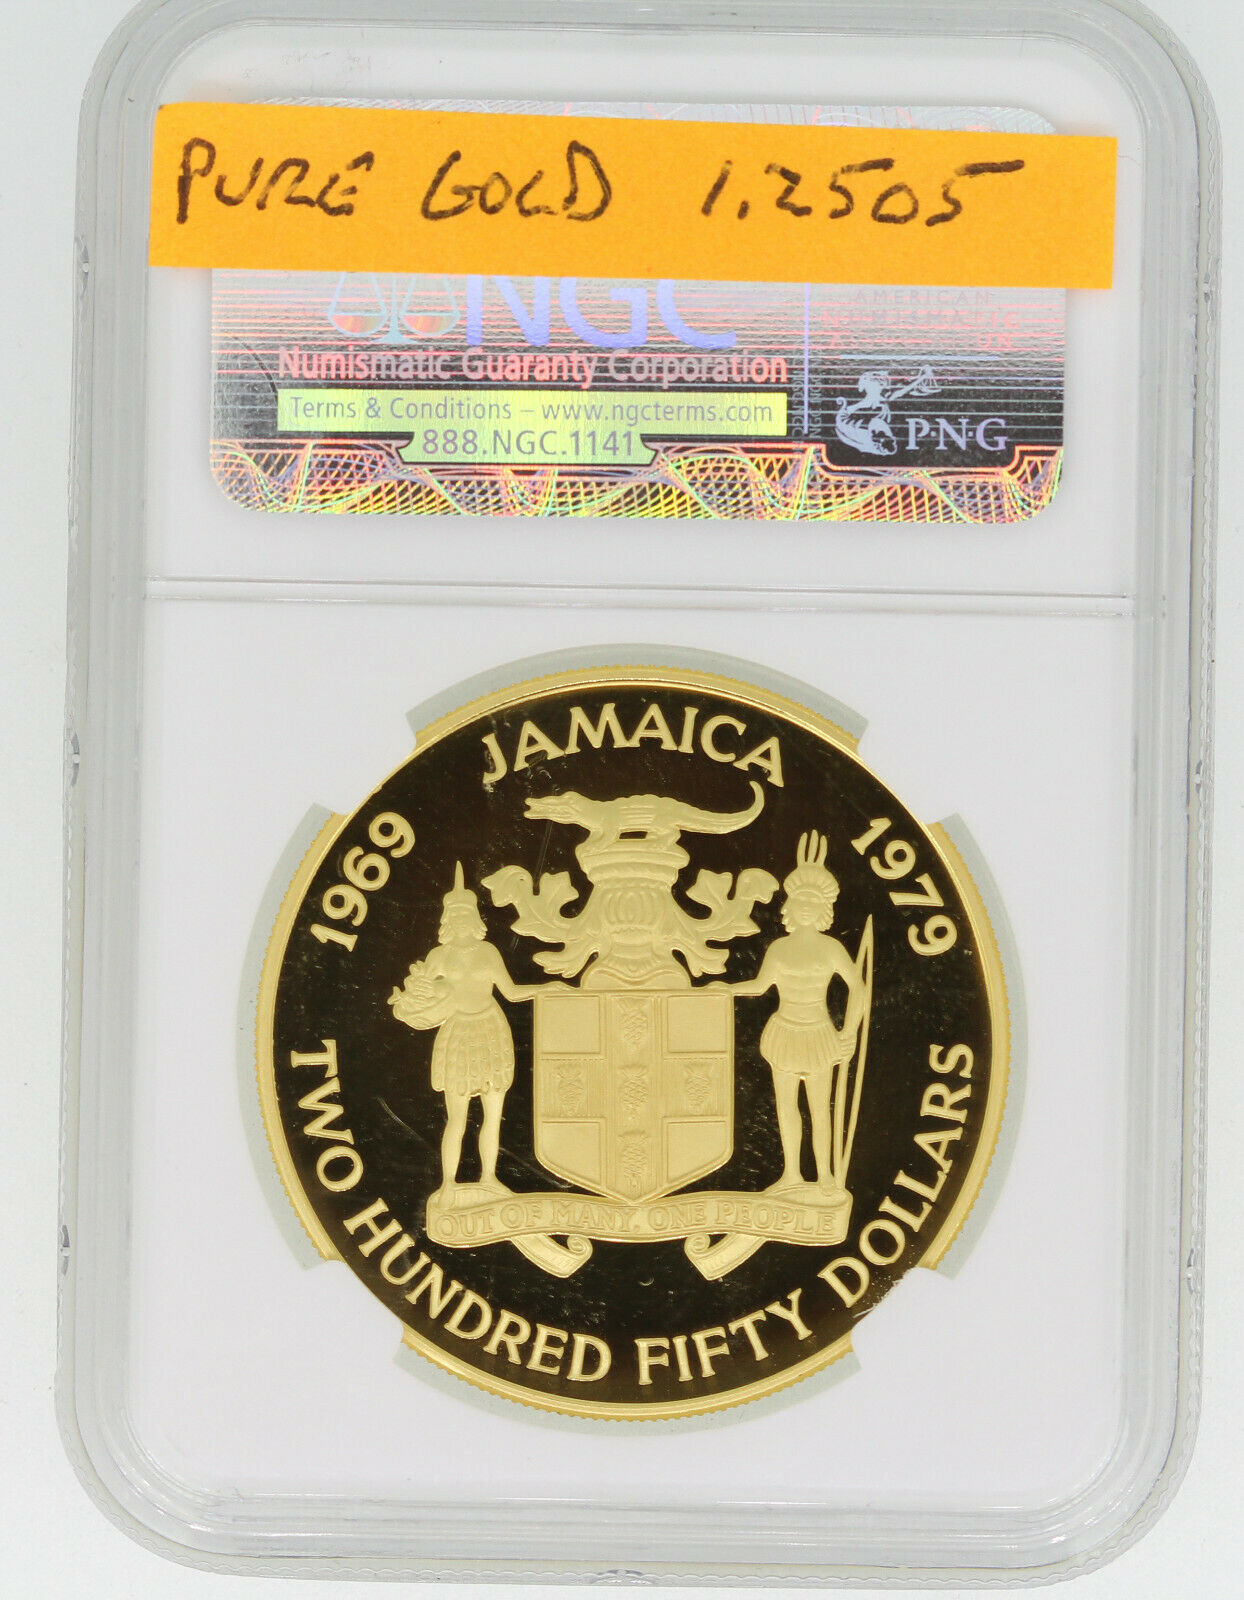 PURE GOLD 1.2505
NGC
AMERICAN
NUMISMATIC
Numismatic Guaranty Corporation
Terms & Conditions – www.ngcterms.com
888.NGC.1141
P·N·G
JAMAICA
1969
1979
OUT OF MANY, ONE PEOPLE
TWO HUNDRED FIFTY DOLLARS